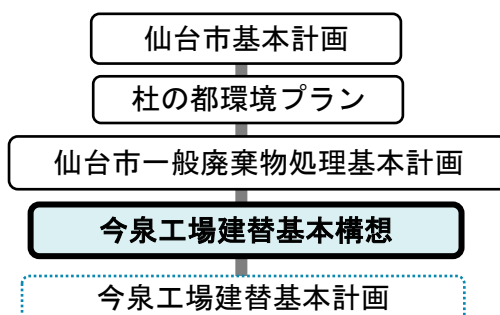 仙台市基本計画
杜の都環境プラン
仙台市一般廃棄物処理基本計画
今泉工場建替基本構想
今泉工場建替基本計画